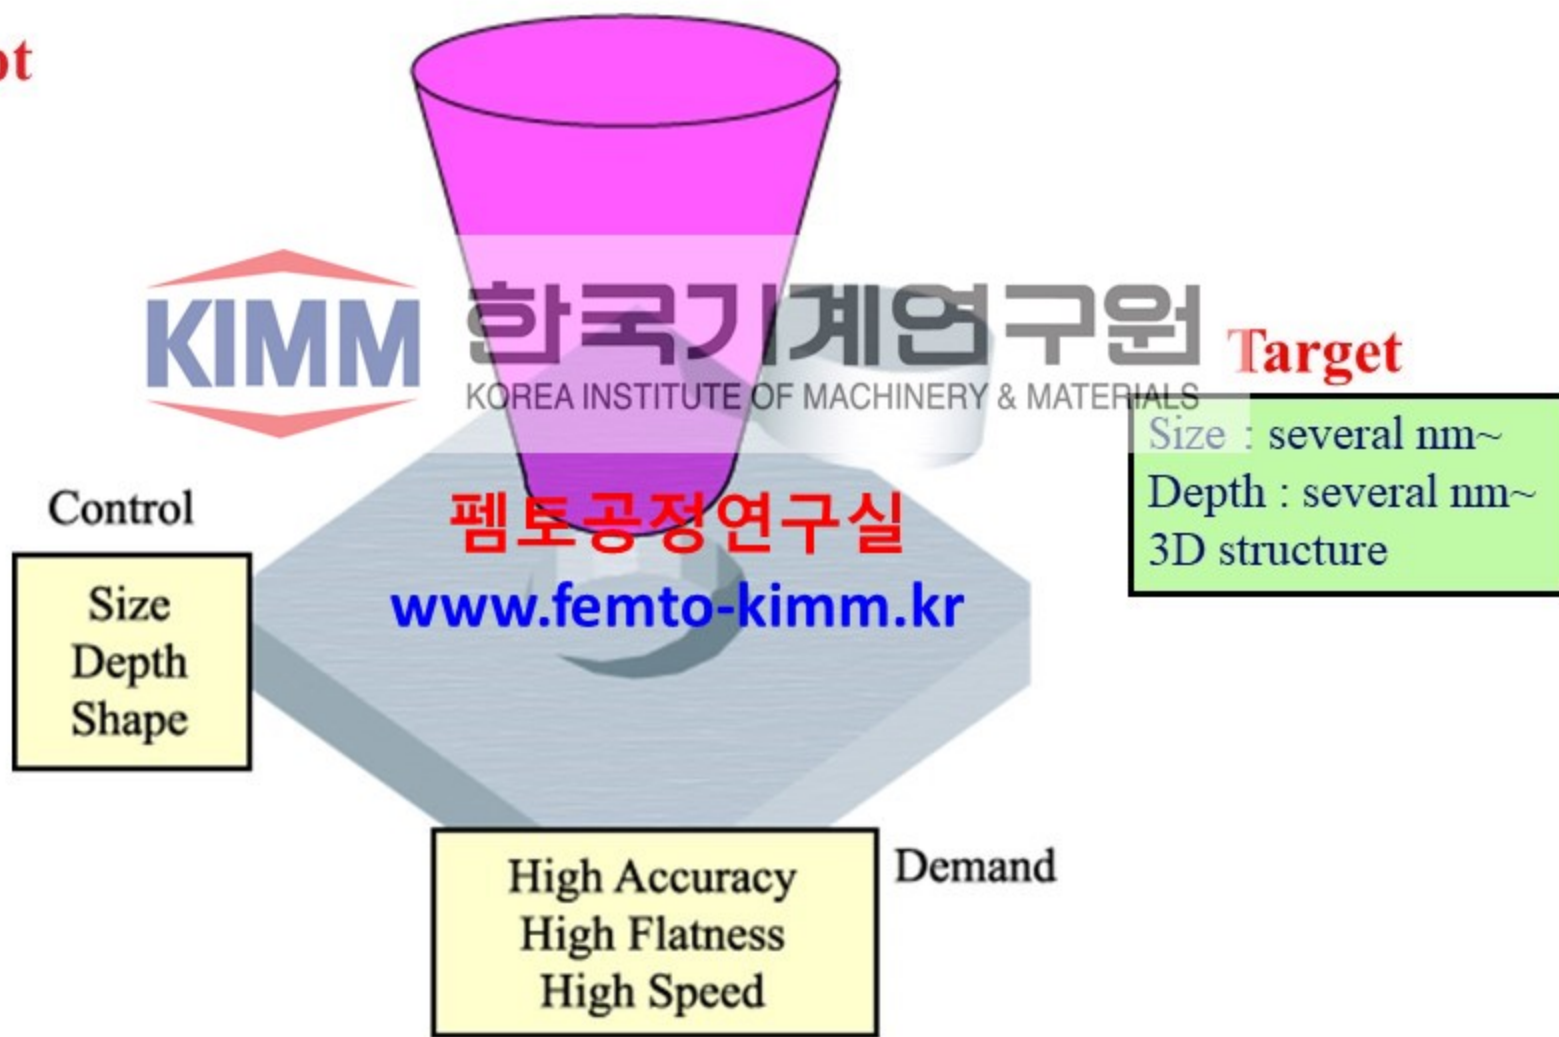 KIMM
한국기계연구원
KOREA INSTITUTE OF MACHINERY & MATERIALS
Target
Size : several nm~
Depth : several nm~
3D structure
Control
Size
Depth
Shape
펨토공정연구실
www.femto-kimm.kr
High Accuracy
High Flatness
High Speed
Demand